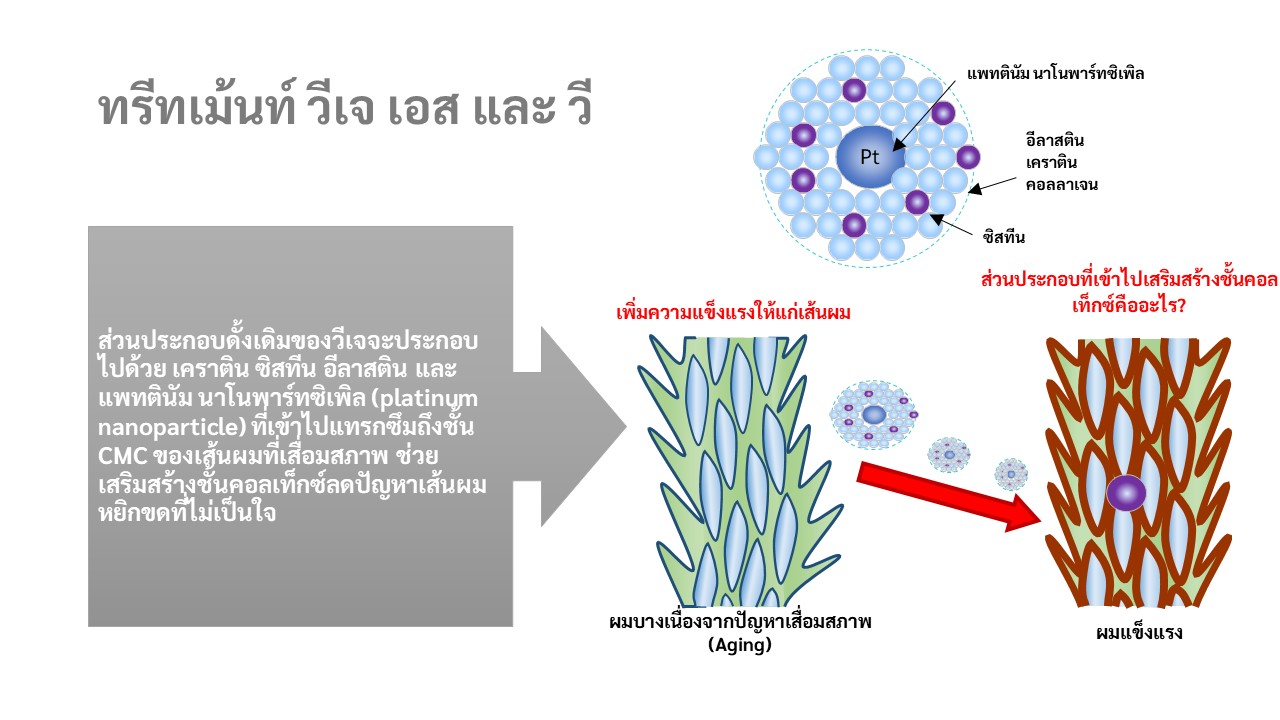 ทรีทเม้นท์ วีเจ เอส และ วี
แพทตินัม นาโนพาร์ทซิเพิล
Pt
อีลาสติน
เคราติน
คอลลาเจน
ซิสทีน
ส่วนประกอบดั้งเดิมของวีเจจะประกอบ
ไปด้วย เคราติน ซิสทีน อีลาสติน และ
แพทตินัม นาโนพาร์ทซิเพิล (platinum
nanoparticle) ที่เข้าไปแทรกซึมถึงชั้น
CMC ของเส้นผมที่เสื่อมสภาพ ช่วย
เสริมสร้างชั้นคอลเท็กซ์ลดปัญหาเส้นผม
หยิกขดที่ไม่เป็นใจ
เพิ่มความแข็งแรงให้แก่เส้นผม
ส่วนประกอบที่เข้าไปเสริมสร้างชั้นคอล
เท็กซ์คืออะไร?
ผมบางเนื่องจากปัญหาเสื่อมสภาพ
(Aging)
ผมแข็งแรง